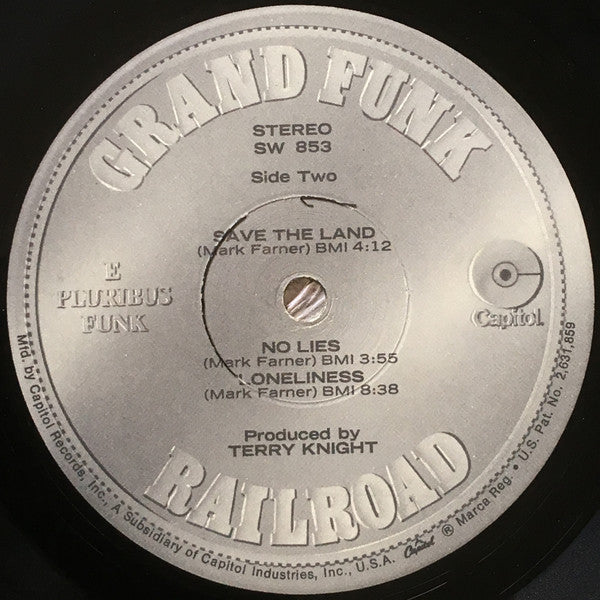 GRAND FUNK
STEREO
SW 853
Side Two
SAVE THE LAND
(Mark Farner) BMI 4:12
E
PLURIBUS
FUNK
Capitol®
NO LIES
(Mark Farner) BMI 3:55
LONELINESS
(Mark Farner) BMI 8:38
Produced by
TERRY KNIGHT
RAILROAD
Mfd. by Capitol Records, Inc., A Subsidiary of Capitol Industries, Inc., U.S.A. Capitol ® Marca Reg. • U.S. Pat. No. 2,631,859